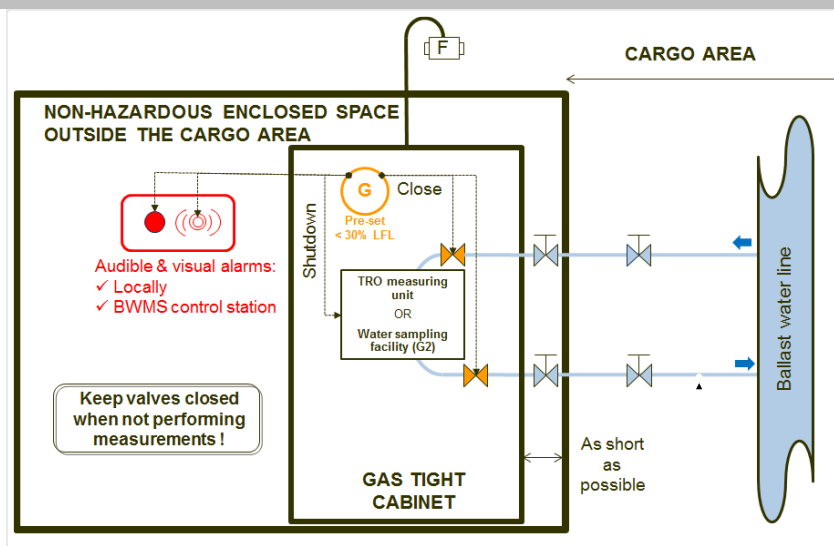 F
CARGO AREA
NON-HAZARDOUS ENCLOSED SPACE
OUTSIDE THE CARGO AREA
G
Close
Pre-set
< 30% LFL
Shutdown
Audible & visual alarms:
✓ Locally
✓ BWMS control station
TRO measuring
unit
OR
Water sampling
facility (G2)
Ballast water line
Keep valves closed
when not performing
measurements !
As short
as
possible
GAS TIGHT
CABINET